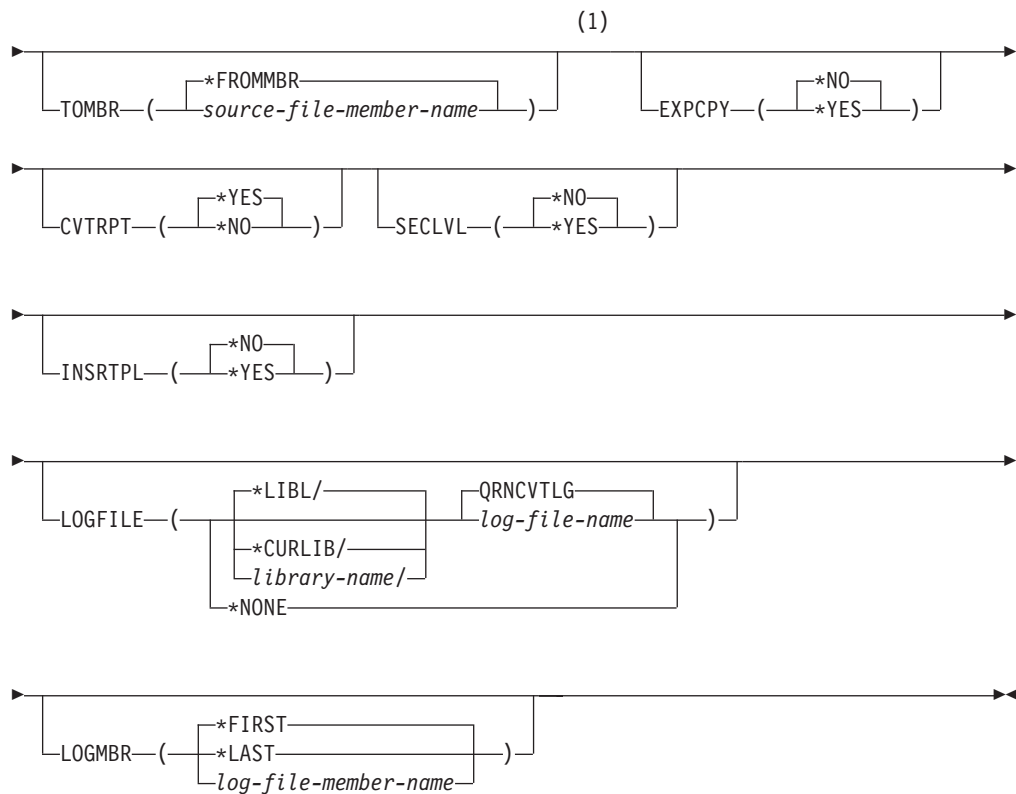 (1)
*FROMMBR *NO
TOMBR ( source-file-member-name ) EXPCPY ( *YES )
*YES *NO
CVTRPT ( *NO ) SECLVL ( *YES )
*NO
INSRTPL ( *YES )
*LIBL/ QRNCVTLG
LOGFILE ( log-file-name )
*CURLIB/
library-name/
*NONE
*FIRST
LOGMBR ( *LAST )
log-file-member-name